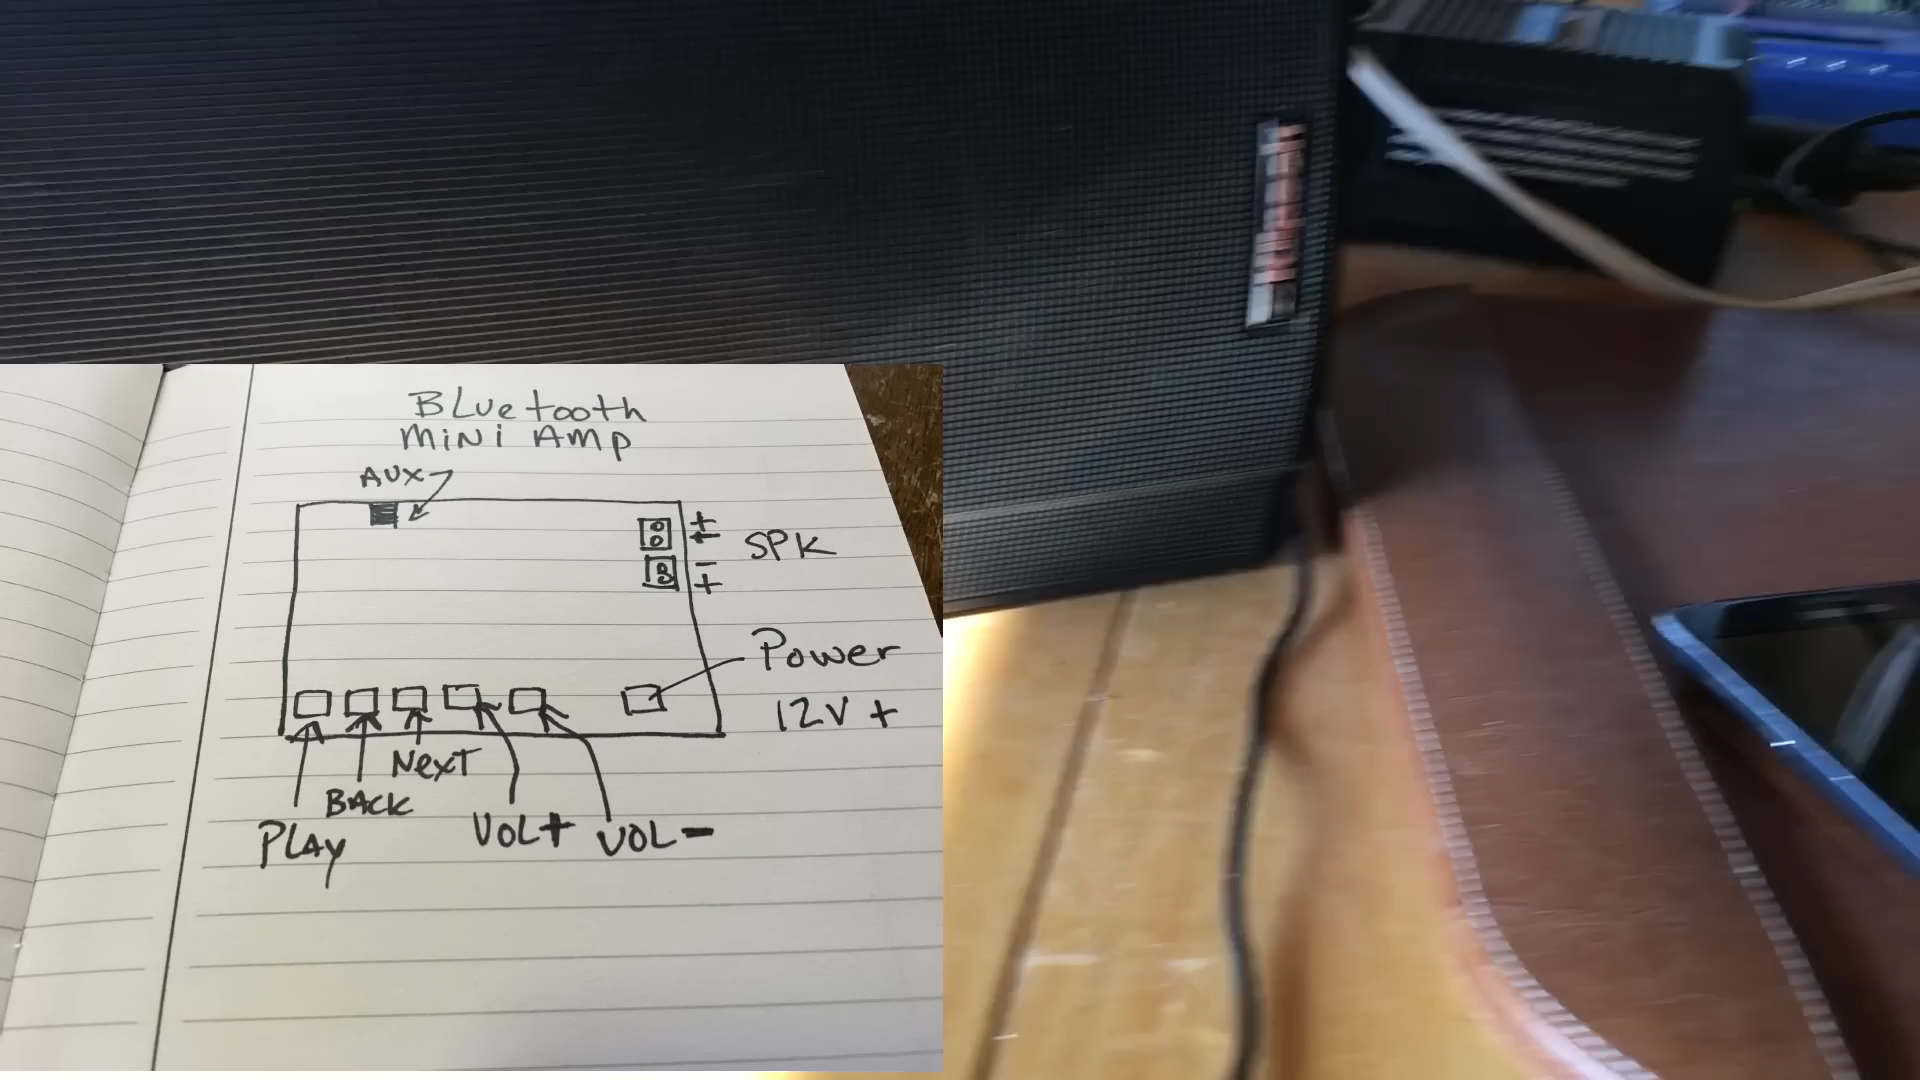 BLuetooth
MiNi AMP
AUX
+
-
SPK
-
+
Power
12V +
NexT
BACK
PLAY
VOL+
VOL-